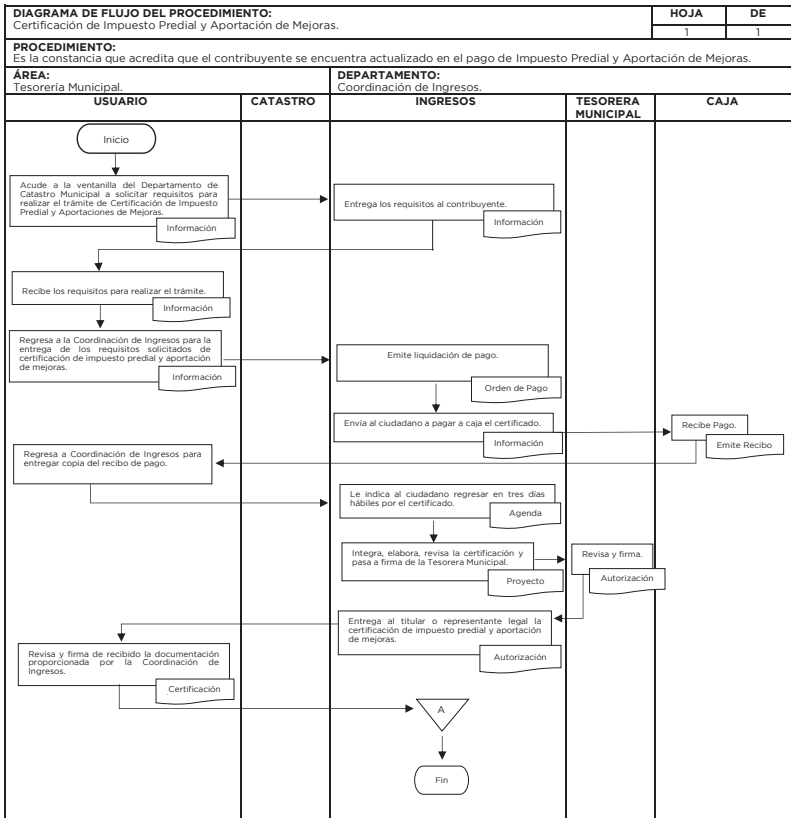 DIAGRAMA DE FLUJO DEL PROCEDIMIENTO:
Certificación de Impuesto Predial y Aportación de Mejoras.
HOJA
DE
1
1
PROCEDIMIENTO:
Es la constancia que acredita que el contribuyente se encuentra actualizado en el pago de Impuesto Predial y Aportación de Mejoras.
ÁREA:
Tesorería Municipal.
DEPARTAMENTO:
Coordinación de Ingresos.
USUARIO
CATASTRO
INGRESOS
TESORERA
MUNICIPAL
CAJA
Inicio
Acude a la ventanilla del Departamento de
Catastro Municipal a solicitar requisitos para
realizar el trámite de Certificación de Impuesto
Predial y Aportaciones de Mejoras.
Información
Entrega los requisitos al contribuyente.
Información
Recibe los requisitos para realizar el trámite.
Información
Regresa a la Coordinación de Ingresos para la
entrega de los requisitos solicitados de
certificación de impuesto predial y aportación
de mejoras.
Información
Emite liquidación de pago.
Orden de Pago
Envía al ciudadano a pagar a caja el certificado.
Información
Recibe Pago.
Emite Recibo
Regresa a Coordinación de Ingresos para
entregar copia del recibo de pago.
Le indica al ciudadano regresar en tres días
hábiles por el certificado.
Agenda
Integra, elabora, revisa la certificación y
pasa a firma de la Tesorera Municipal.
Proyecto
Revisa y firma.
Autorización
Entrega al titular o representante legal la
certificación de impuesto predial y aportación
de mejoras.
Autorización
Revisa y firma de recibido la documentación
proporcionada por la Coordinación de
Ingresos.
Certificación
A
Fin